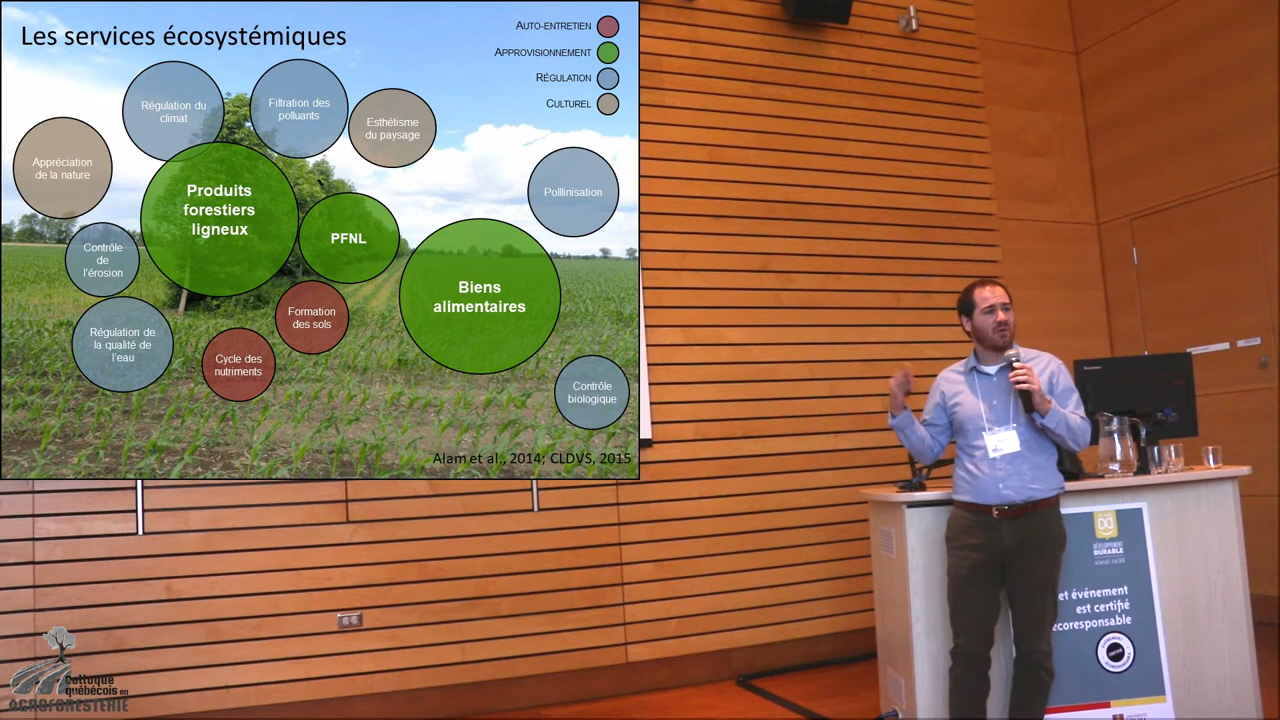 Les services écosystémiques
AUTO-ENTRETIEN
APPROVISIONNEMENT
RÉGULATION
CULTUREL
Régulation du
climat
Filtration des
polluants
Esthétisme
du paysage
Appréciation
de la nature
Polllinisation
Produits
forestiers
ligneux
PFNL
Contrôle
de
l'érosion
Biens
alimentaires
Formation
des sols
Régulation de
la qualité de
l'eau
Cycle des
nutriments
Contrôle
biologique
Alam et al., 2014; CLDVS, 2015
DÉVELOPPEMENT
DURABLE
et événement
est certifié
écoresponsable
Colloque
québécois en
AGROFORESTERIE